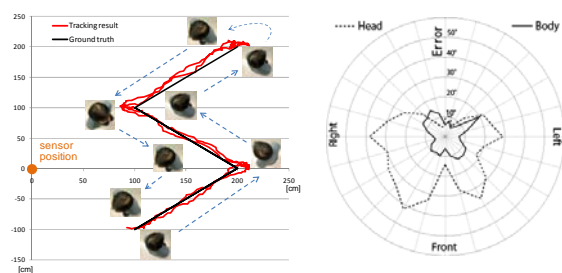 250
200
150
100
50
0
-50
-100
-150
[cm]
Tracking result
Ground truth
sensor
position
0
50
100
150
200
250
[cm]
Head
Body
Error
50°
40°
30°
20°
10°
Right
Left
Front